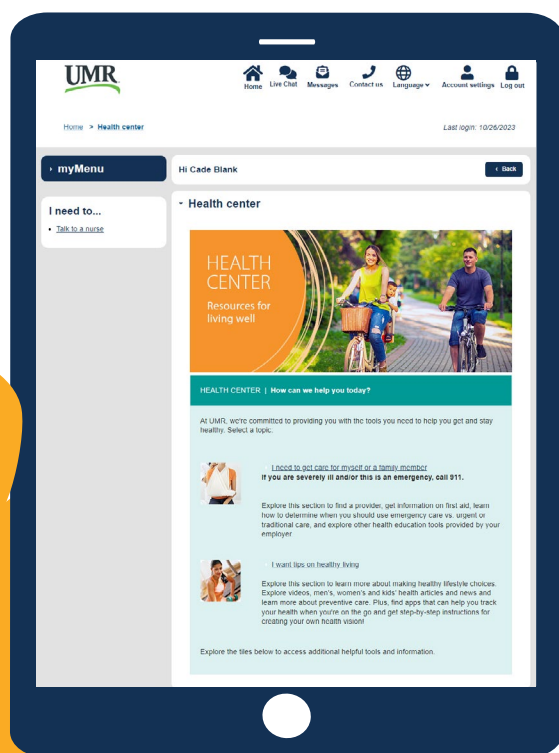 UMR
Home Live Chat Messages Contact us Language Account settings Log out
Home > Health center
Last login: 10/26/2023
myMenu
Hi Cade Blank
‹ Back
I need to...
• Talk to a nurse
Health center
HEALTH
CENTER
Resources for
living well
HEALTH CENTER | How can we help you today?
At UMR, we're committed to providing you with the tools you need to help you get and stay
healthy. Select a topic.
I need to get care for myself or a family member
If you are severely ill and/or this is an emergency, call 911.
Explore this section to find a provider, get information on first aid, learn
how to determine when you should use emergency care vs. urgent or
traditional care, and explore other health education tools provided by your
employer.
I want tips on healthy living
Explore this section to learn more about making healthy lifestyle choices.
Explore videos, men's, women's and kids' health articles and news and
learn more about preventive care. Plus, find apps that can help you track
your health when you're on the go and get step-by-step instructions for
creating your own health vision!
Explore the tiles below to access additional helpful tools and information.